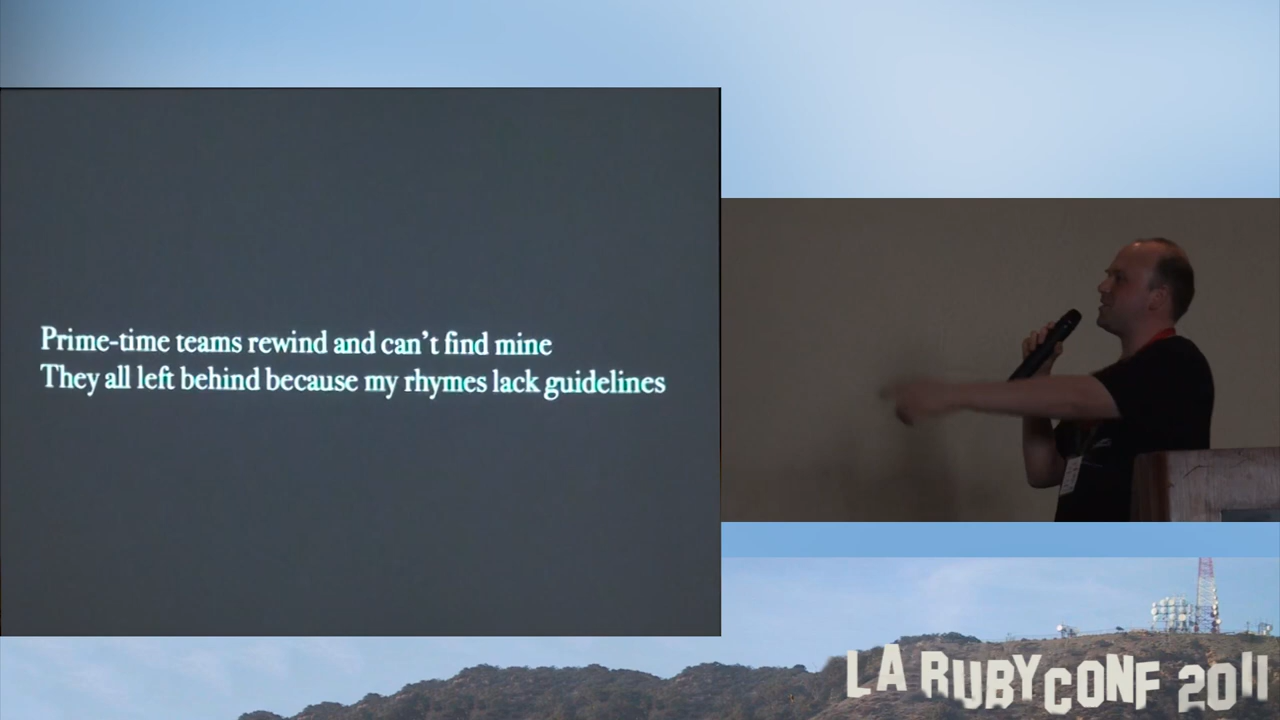 Prime-time teams rewind and can't find mine
They all left behind because my rhymes lack guidelines
LA RUBYCONF 2011